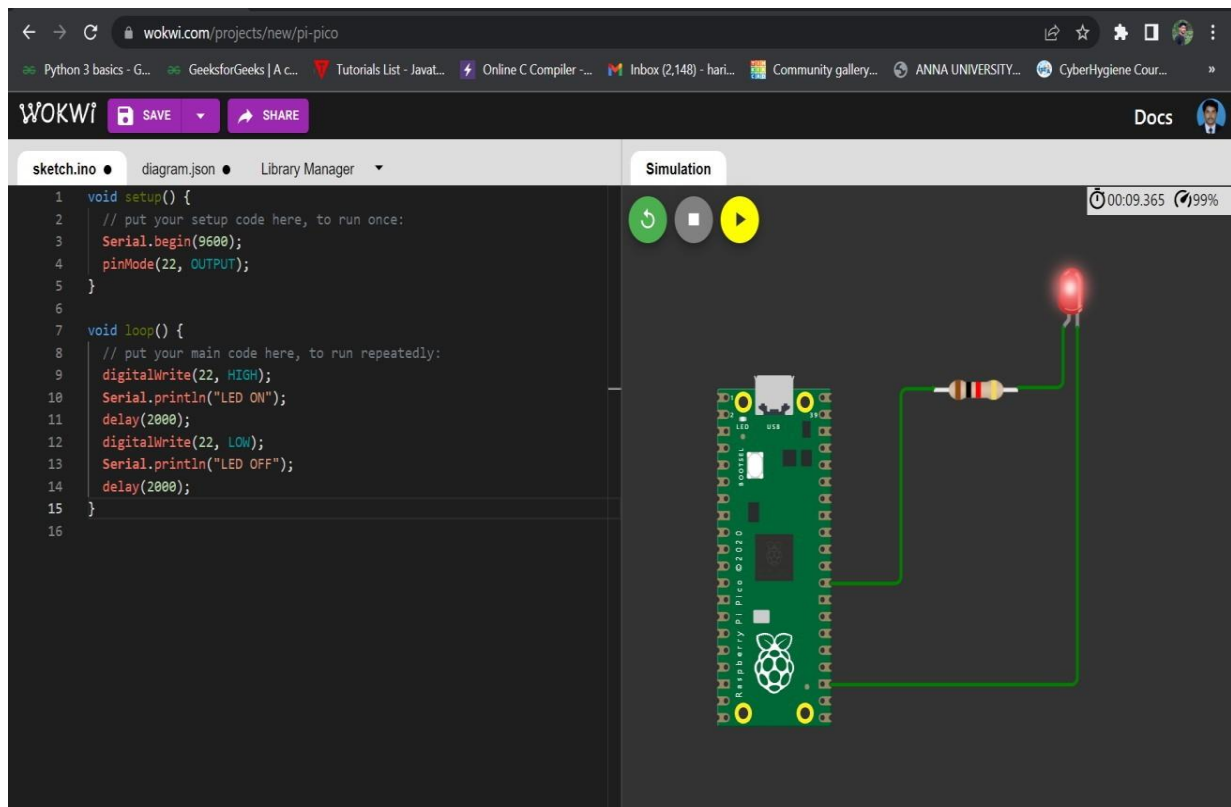 wokwi.com/projects/new/pi-pico
Python 3 basics - G... GeeksforGeeks | A c... Tutorials List - Javat... Online C Compiler -... Inbox (2,148) - hari... Community gallery... ANNA UNIVERSITY... CyberHygiene Cour... »
WOKWi SAVE SHARE Docs
sketch.ino ● diagram.json ● Library Manager Simulation
00:09.365 99%
1 void setup() {
2 // put your setup code here, to run once:
3 Serial.begin(9600);
4 pinMode(22, OUTPUT);
5 }
6
7 void loop() {
8 // put your main code here, to run repeatedly:
9 digitalWrite(22, HIGH);
10 Serial.println("LED ON");
11 delay(2000);
12 digitalWrite(22, LOW);
13 Serial.println("LED OFF");
14 delay(2000);
15 }
16
1
2
39
LED USB
BOOTSEL
Raspberry Pi Pico ©2020